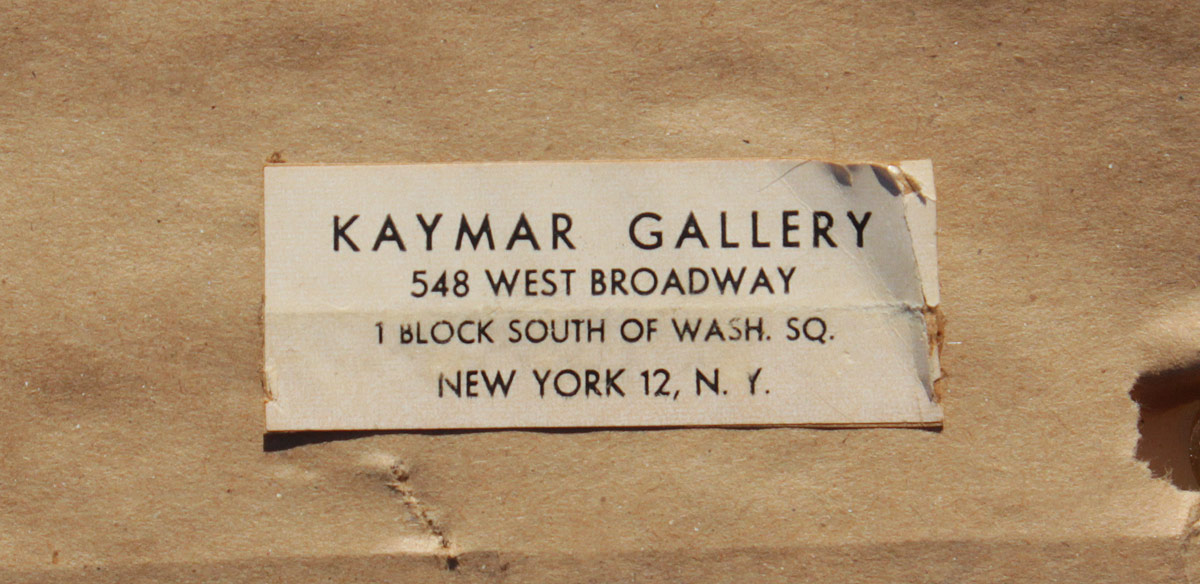 KAYMAR GALLERY
548 WEST BROADWAY
1 BLOCK SOUTH OF WASH. SQ.
NEW YORK 12, N. Y.